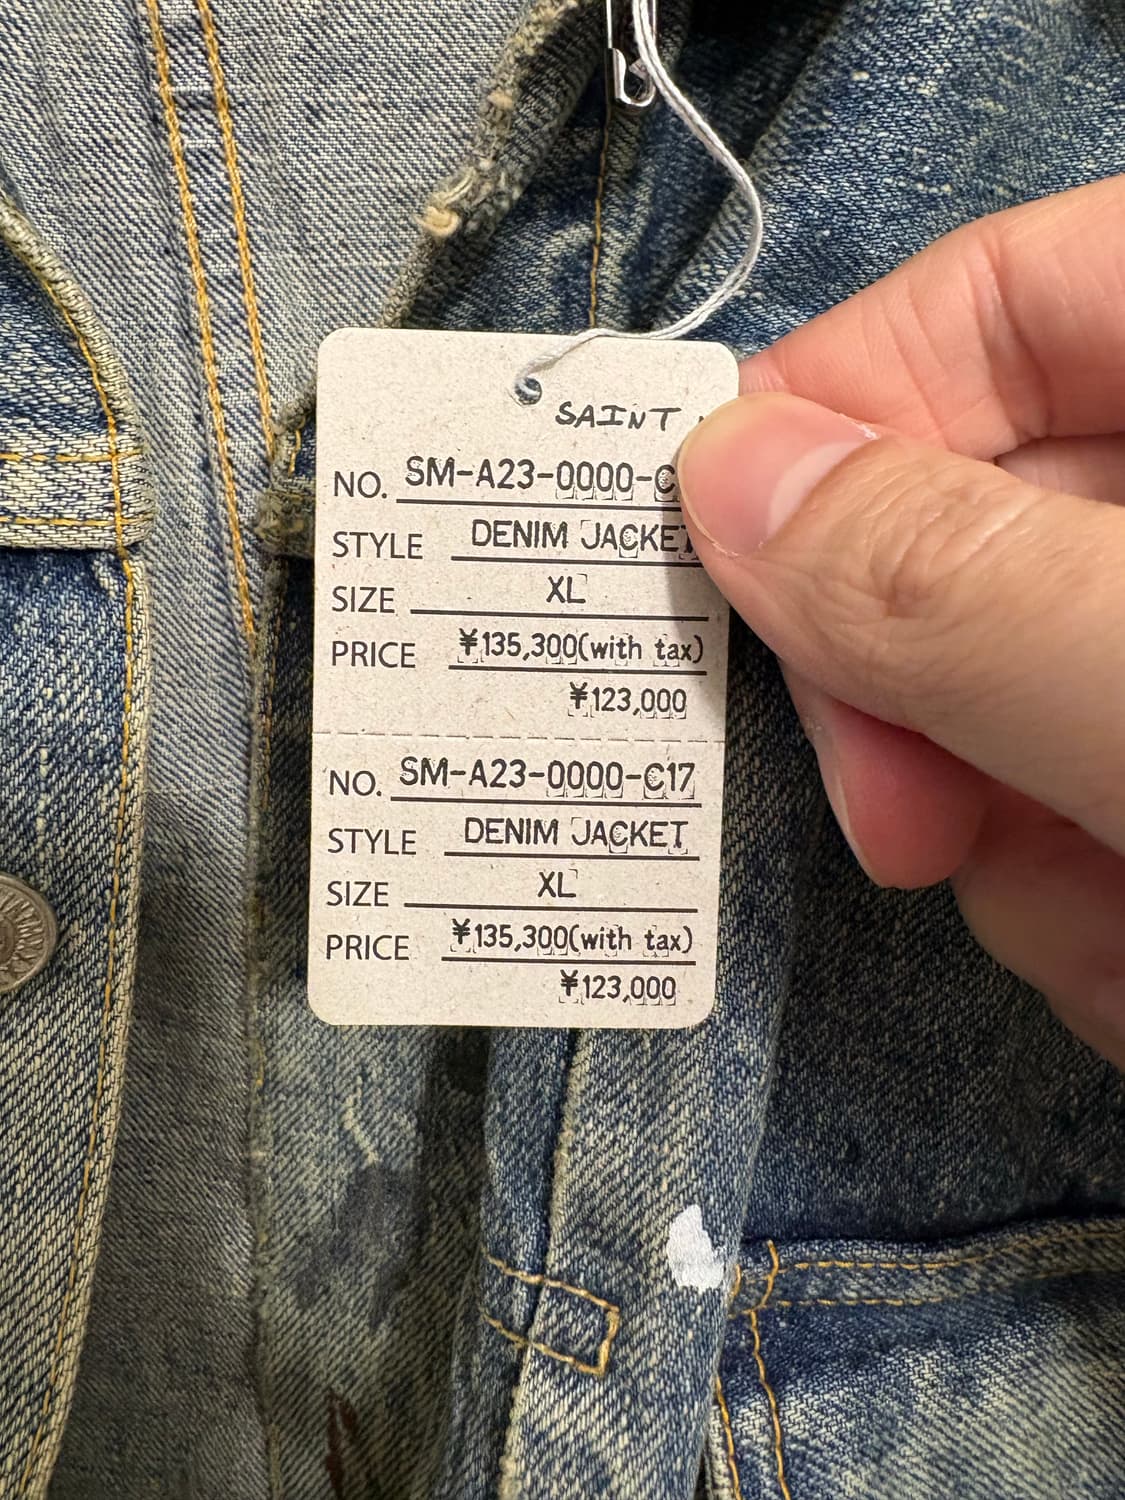 SAINT
NO. SM-A23-0000-C
STYLE DENIM JACKET
SIZE XL
PRICE ¥135,300(with tax)
¥123,000
NO. SM-A23-0000-C17
STYLE DENIM JACKET
SIZE XL
PRICE ¥135,300(with tax)
¥123,000